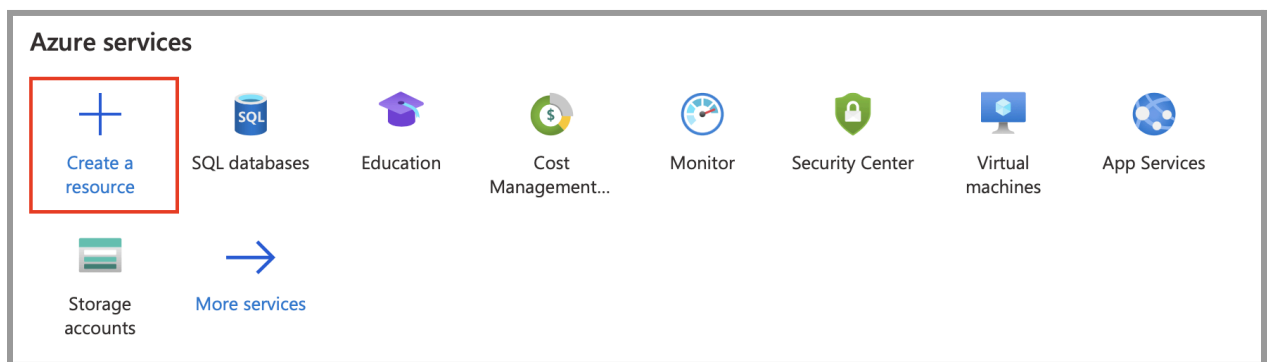 Azure services
SQL
$
Create a
resource
SQL databases
Education
Cost
Management...
Monitor
Security Center
Virtual
machines
App Services
Storage
accounts
More services